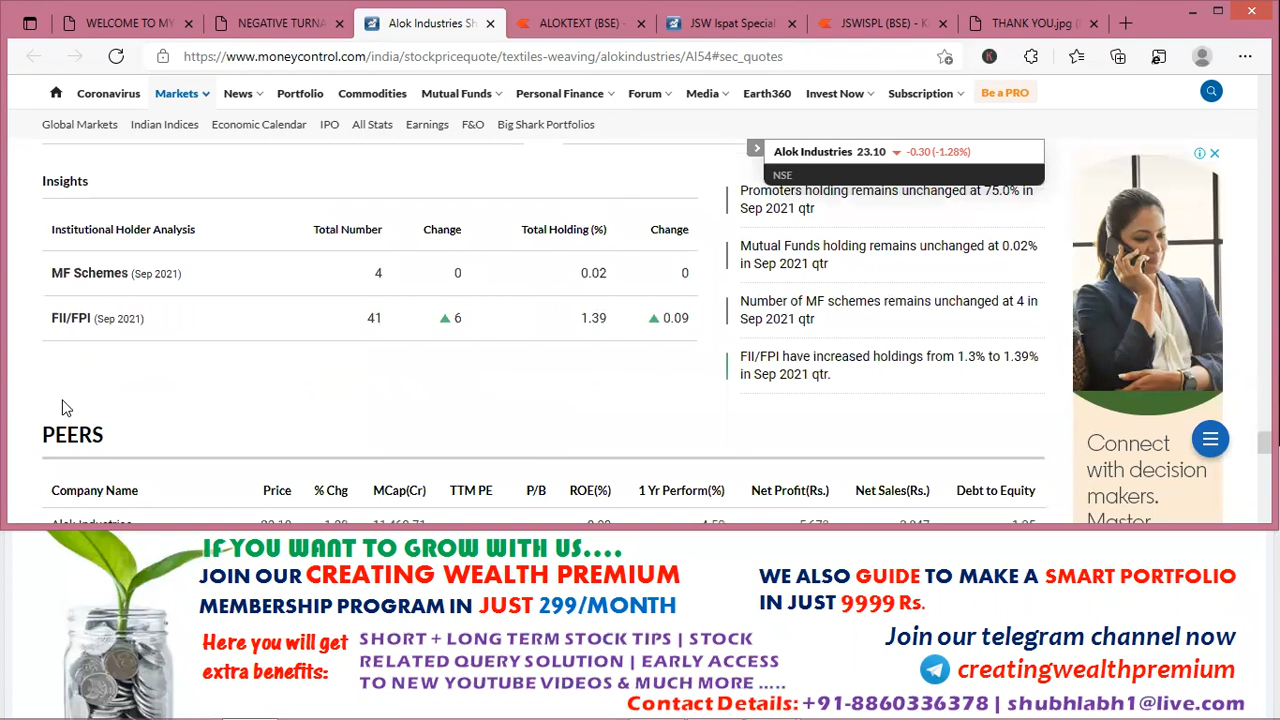 WELCOME TO MY
NEGATIVE TURNA
Alok Industries Sh
ALOKTEXT (BSE) -
JSW Ispat Special
JSWISPL (BSE) - K
THANK YOU.jpg (
https://www.moneycontrol.com/india/stockpricequote/textiles-weaving/alokindustries/AI54#sec_quotes
Coronavirus Markets News Portfolio Commodities Mutual Funds Personal Finance Forum Media Earth360 Invest Now Subscription Be a PRO
Global Markets Indian Indices Economic Calendar IPO All Stats Earnings F&O Big Shark Portfolios
Alok Industries 23.10 -0.30 (-1.28%)
NSE
Insights
Institutional Holder Analysis Total Number Change Total Holding (%) Change
MF Schemes (Sep 2021) 4 0 0.02 0
FII/FPI (Sep 2021) 41 6 1.39 0.09
Promoters holding remains unchanged at 75.0% in
Sep 2021 qtr
Mutual Funds holding remains unchanged at 0.02%
in Sep 2021 qtr
Number of MF schemes remains unchanged at 4 in
Sep 2021 qtr
FII/FPI have increased holdings from 1.3% to 1.39%
in Sep 2021 qtr.
PEERS
Company Name Price % Chg MCap(Cr) TTM PE P/B ROE(%) 1 Yr Perform(%) Net Profit(Rs.) Net Sales(Rs.) Debt to Equity
Alok Industries
Connect
with decision
makers.
Master
IF YOU WANT TO GROW WITH US....
JOIN OUR CREATING WEALTH PREMIUM
MEMBERSHIP PROGRAM IN JUST 299/MONTH
Here you will get
extra benefits:
SHORT + LONG TERM STOCK TIPS | STOCK
RELATED QUERY SOLUTION | EARLY ACCESS
TO NEW YOUTUBE VIDEOS & MUCH MORE .....
WE ALSO GUIDE TO MAKE A SMART PORTFOLIO
IN JUST 9999 Rs.
Join our telegram channel now
creatingwealthpremium
Contact Details: +91-8860336378 | shubhlabh1@live.com